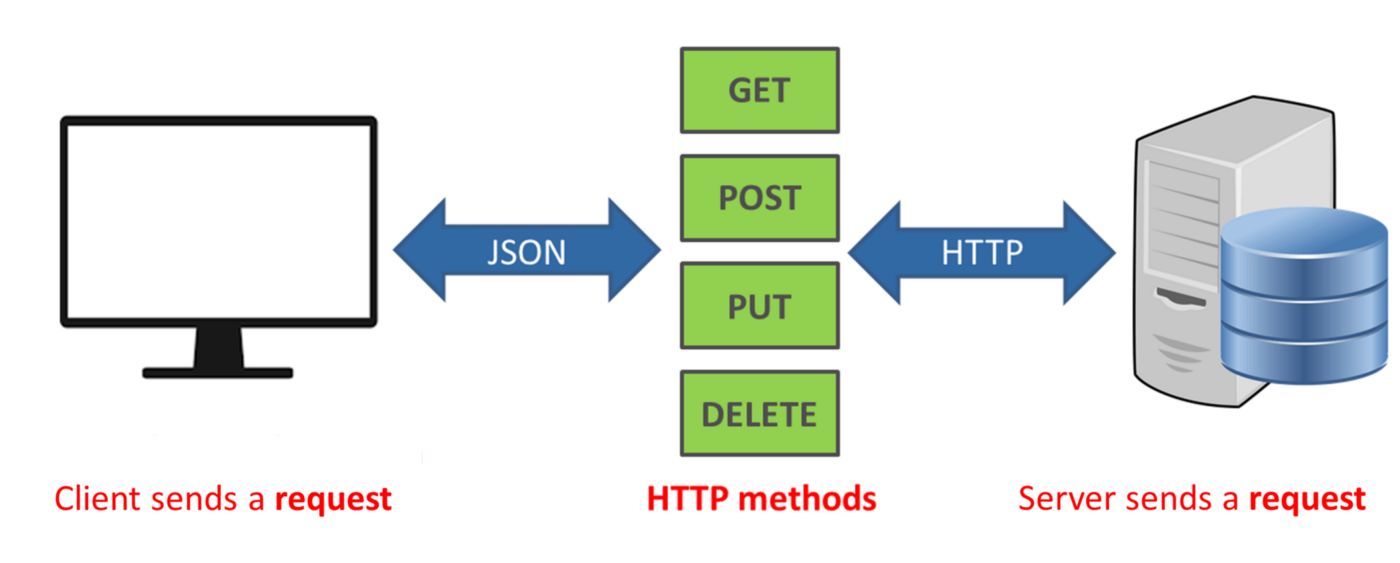 GET
POST
JSON
HTTP
PUT
DELETE
Client sends a request
HTTP methods
Server sends a request